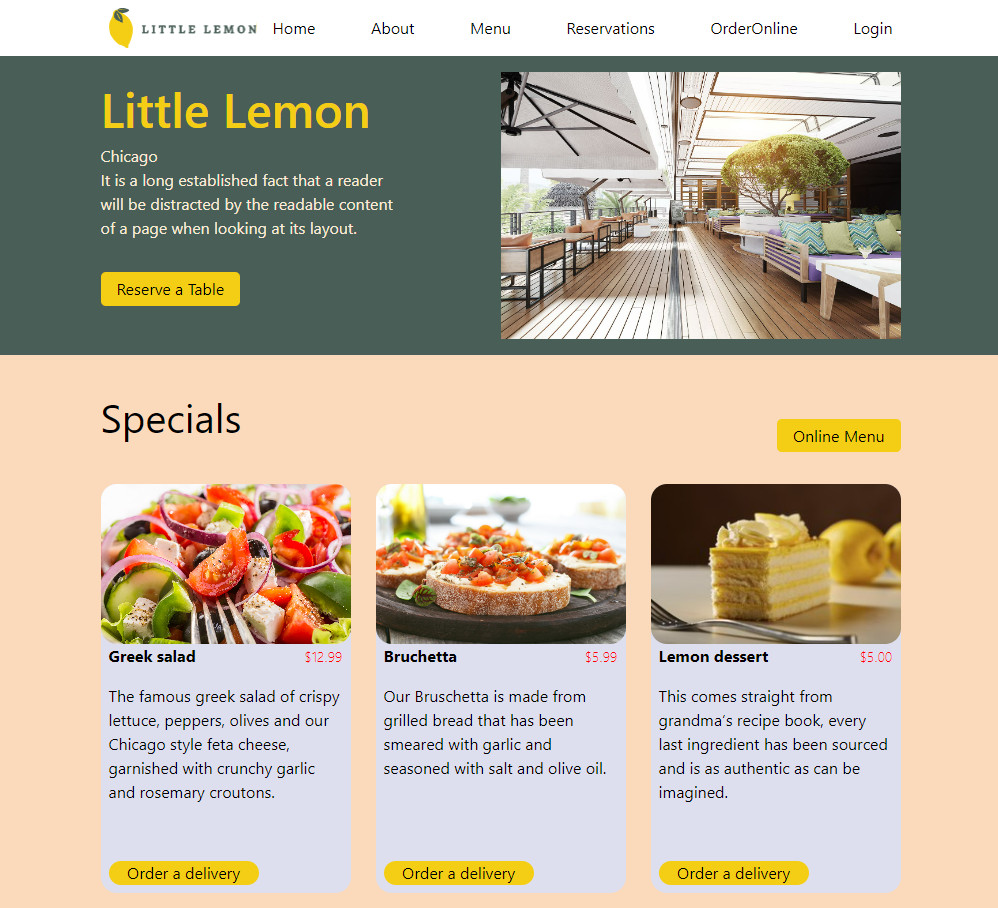 LITTLE LEMON Home About Menu Reservations OrderOnline Login
Little Lemon
Chicago
It is a long established fact that a reader
will be distracted by the readable content
of a page when looking at its layout.
Reserve a Table
Specials
Online Menu
Greek salad $12.99
The famous greek salad of crispy
lettuce, peppers, olives and our
Chicago style feta cheese,
garnished with crunchy garlic
and rosemary croutons.
Order a delivery
Bruchetta $5.99
Our Bruschetta is made from
grilled bread that has been
smeared with garlic and
seasoned with salt and olive oil.
Order a delivery
Lemon dessert $5.00
This comes straight from
grandma’s recipe book, every
last ingredient has been sourced
and is as authentic as can be
imagined.
Order a delivery